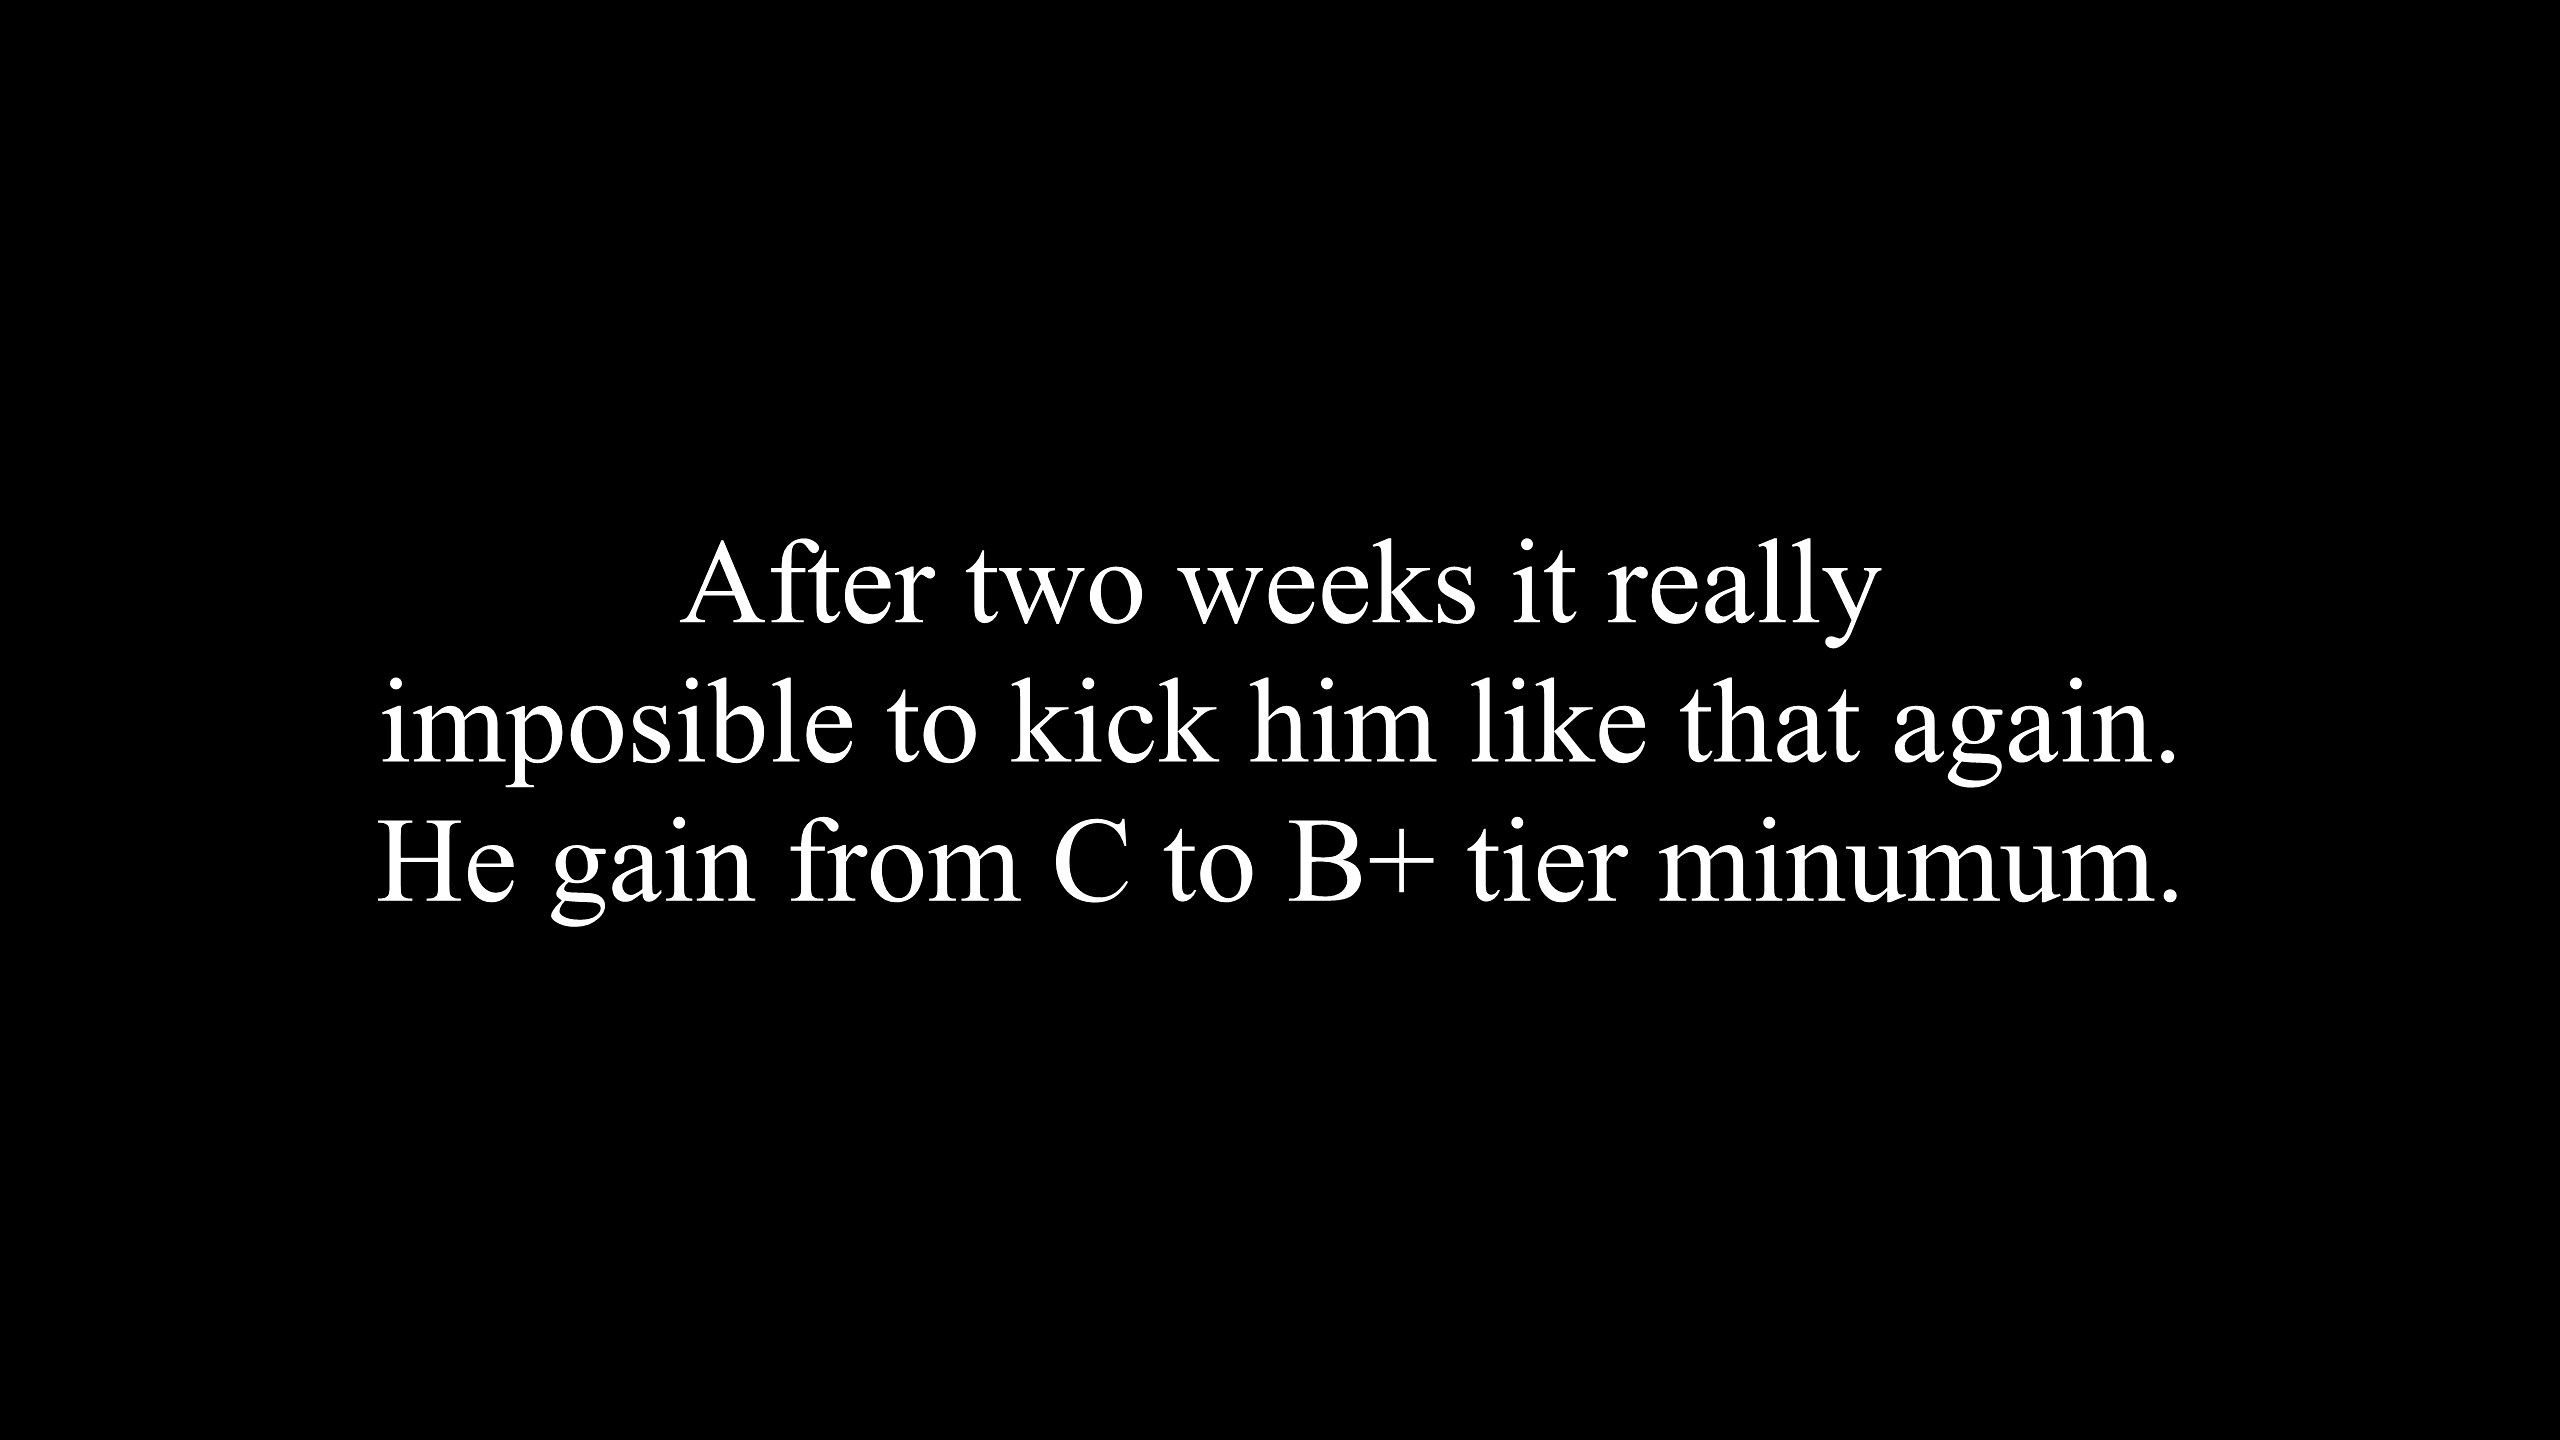 After two weeks it really
imposible to kick him like that again.
He gain from C to B+ tier minumum.